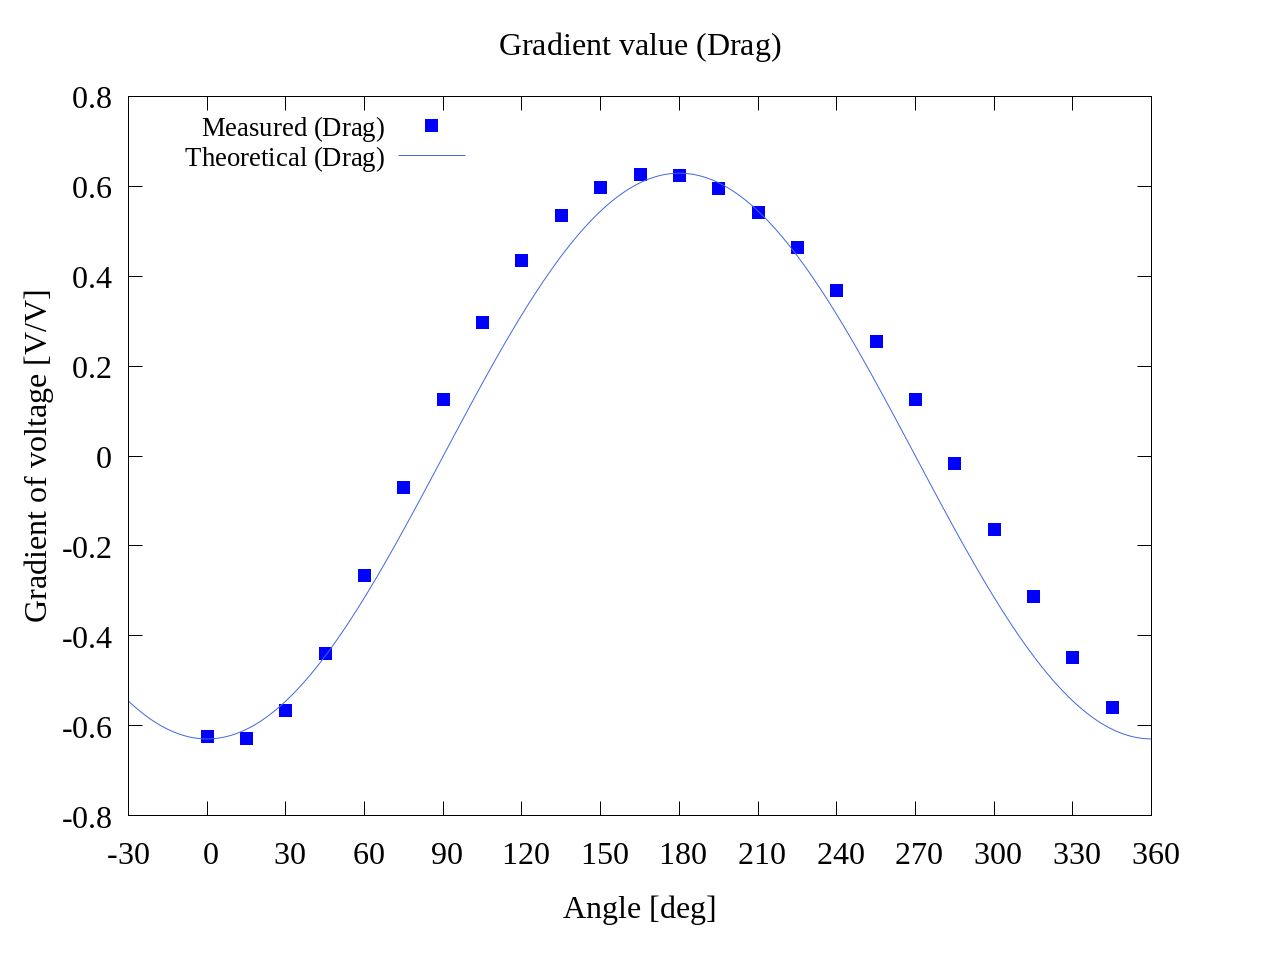 Gradient value (Drag)
Measured (Drag)
Theoretical (Drag)
Gradient of voltage [V/V]
0.8
0.6
0.4
0.2
0
-0.2
-0.4
-0.6
-0.8
-30 0 30 60 90 120 150 180 210 240 270 300 330 360
Angle [deg]